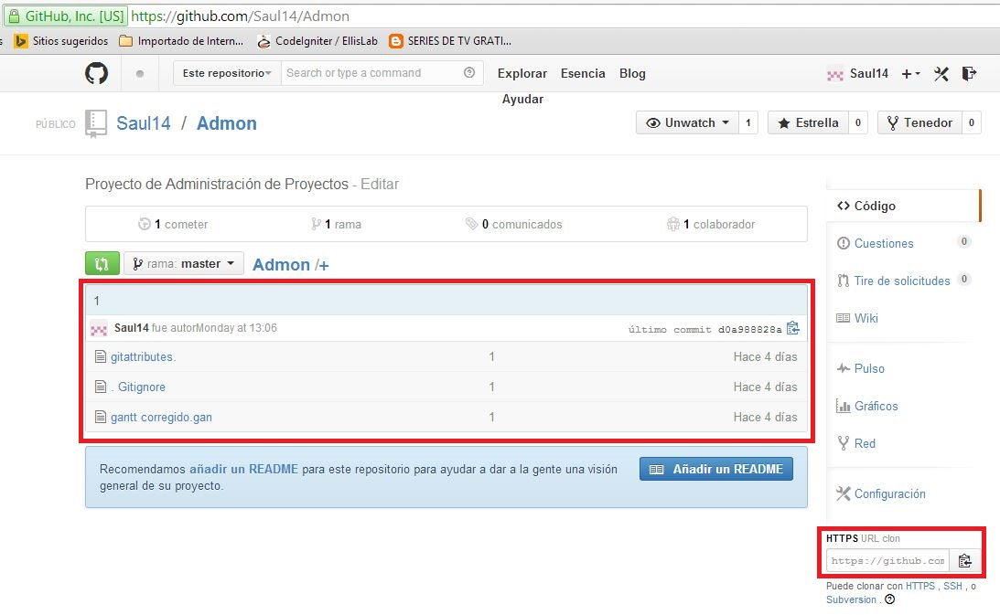 GitHub, Inc. [US] https://github.com/Saul14/Admon
s Sitios sugeridos Importado de Intern... CodeIgniter / EllisLab SERIES DE TV GRATI...
Este repositorio Search or type a command Explorar Esencia Blog Saul14
Ayudar
PÚBLICO Saul14 / Admon Unwatch 1 Estrella 0 Tenedor 0
Proyecto de Administración de Proyectos - Editar
1 cometer 1 rama 0 comunicados 1 colaborador
rama: master Admon /+
1
Saul14 fue autorMonday at 13:06 último commit d0a988828a
gitattributes. 1 Hace 4 días
. Gitignore 1 Hace 4 días
gantt corregido.gan 1 Hace 4 días
Recomendamos añadir un README para este repositorio para ayudar a dar a la gente una visión
general de su proyecto.
Añadir un README
Código
Cuestiones 0
Tire de solicitudes 0
Wiki
Pulso
Gráficos
Red
Configuración
HTTPS URL clon
https://github.com
Puede clonar con HTTPS , SSH , o
Subversion .